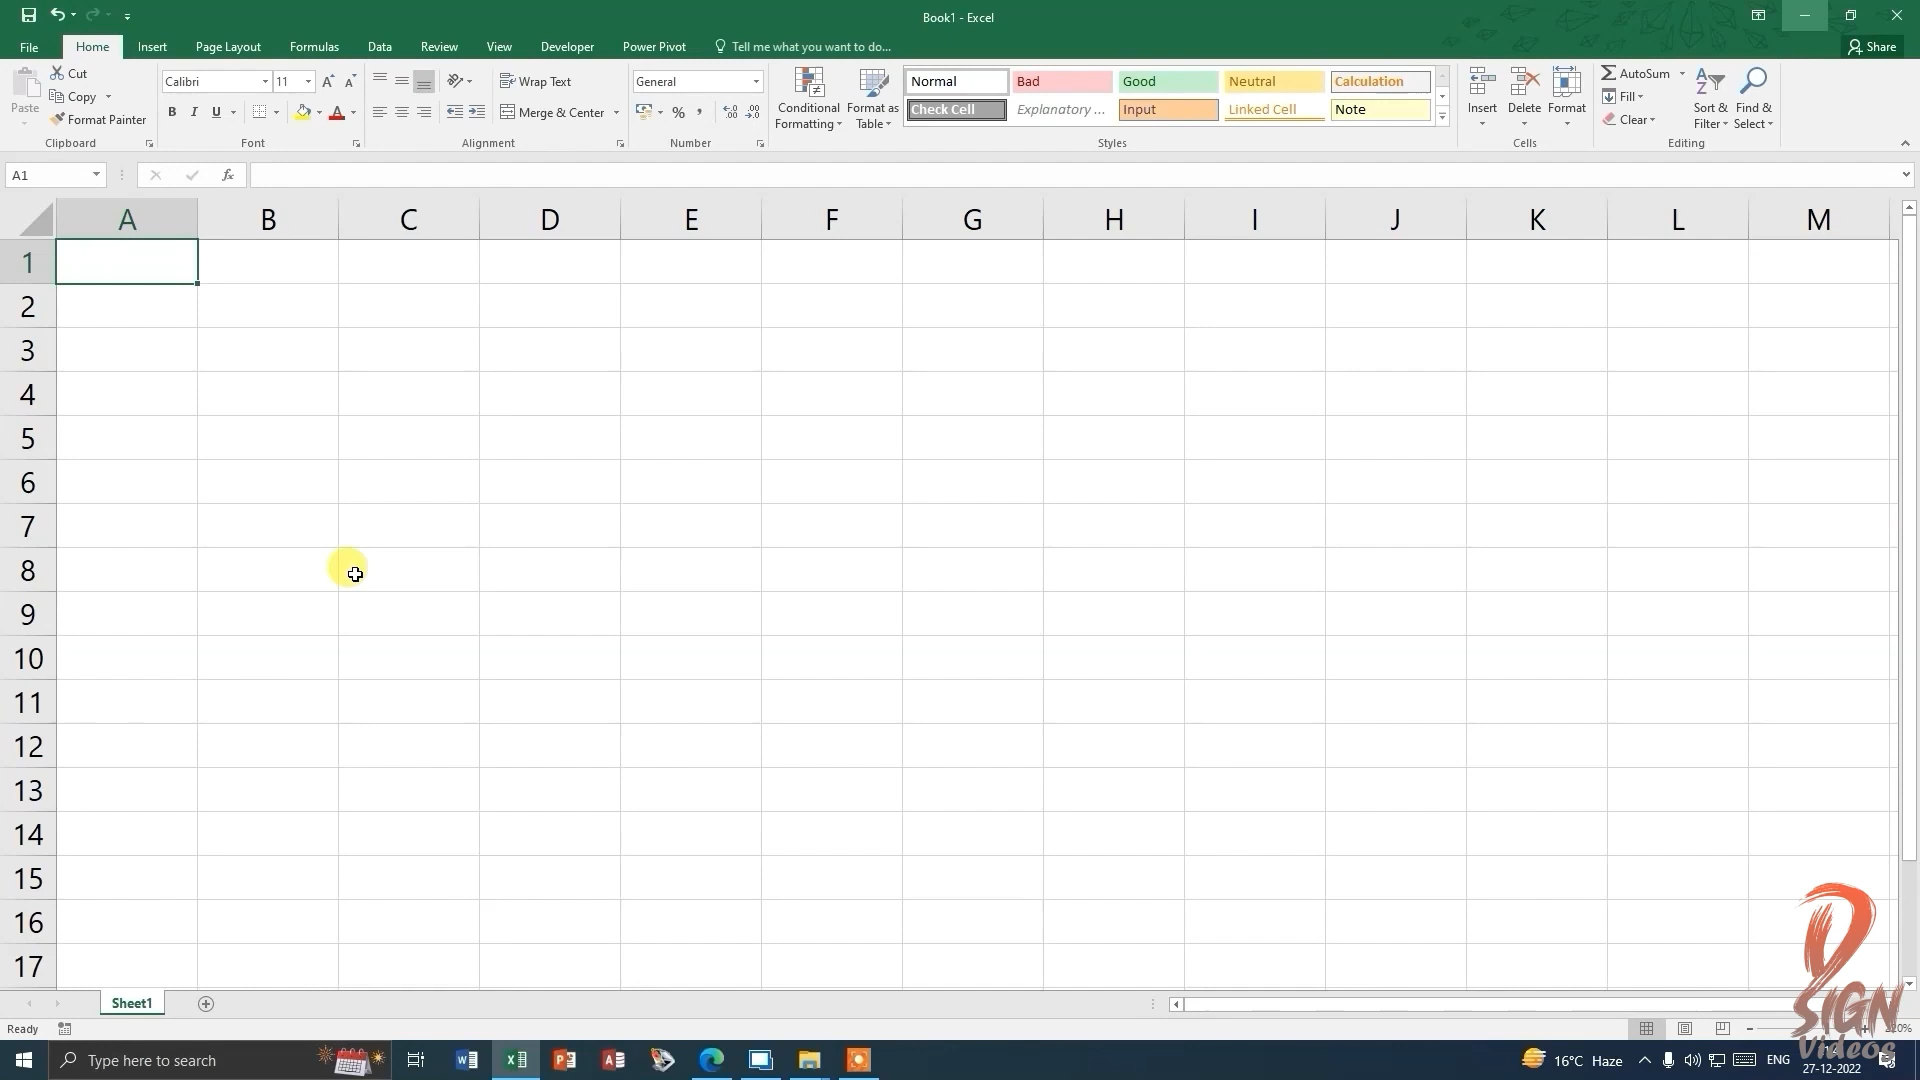 Book1 - Excel
File Home Insert Page Layout Formulas Data Review View Developer Power Pivot Tell me what you want to do... Share
Paste Cut Copy Format Painter
Calibri 11
B I U
Wrap Text
Merge & Center
General
%
Conditional Formatting
Format as Table
Normal Bad Good Neutral Calculation
Check Cell Explanatory ... Input Linked Cell Note
Insert Delete Format
AutoSum
Fill
Clear
Sort & Filter
Find & Select
Clipboard Font Alignment Number Styles Cells Editing
A1 fx
A B C D E F G H I J K L M
1
2
3
4
5
6
7
8
9
10
11
12
13
14
15
16
17
Sheet1
Ready
DSIGN
Videos
Type here to search
16°C Haze ENG
27-12-2022